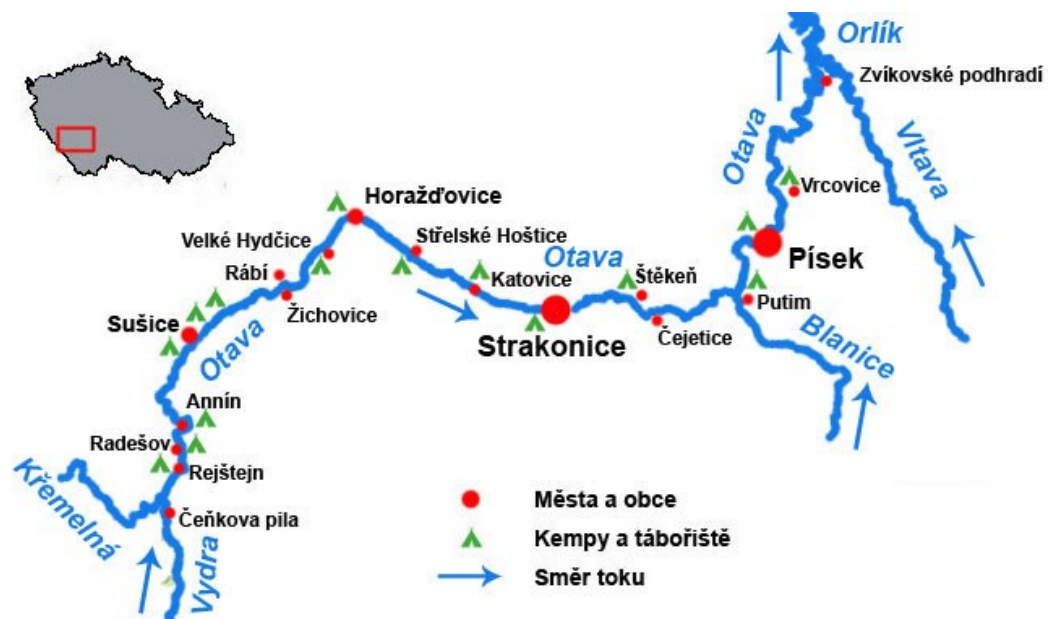 Orlík
Zvíkovské podhradí
Otava
Vltava
Vrcovice
Horažďovice
Velké Hydčice
Střelské Hoštice
Otava
Písek
Rábí
Katovice
Štěkeň
Putim
Žichovice
Sušice
Otava
Strakonice
Čejetice
Blanice
Annín
Radešov
Rejštejn
Křemelná
Čeňkova pila
Vydra
Města a obce
Kempy a tábořiště
Směr toku